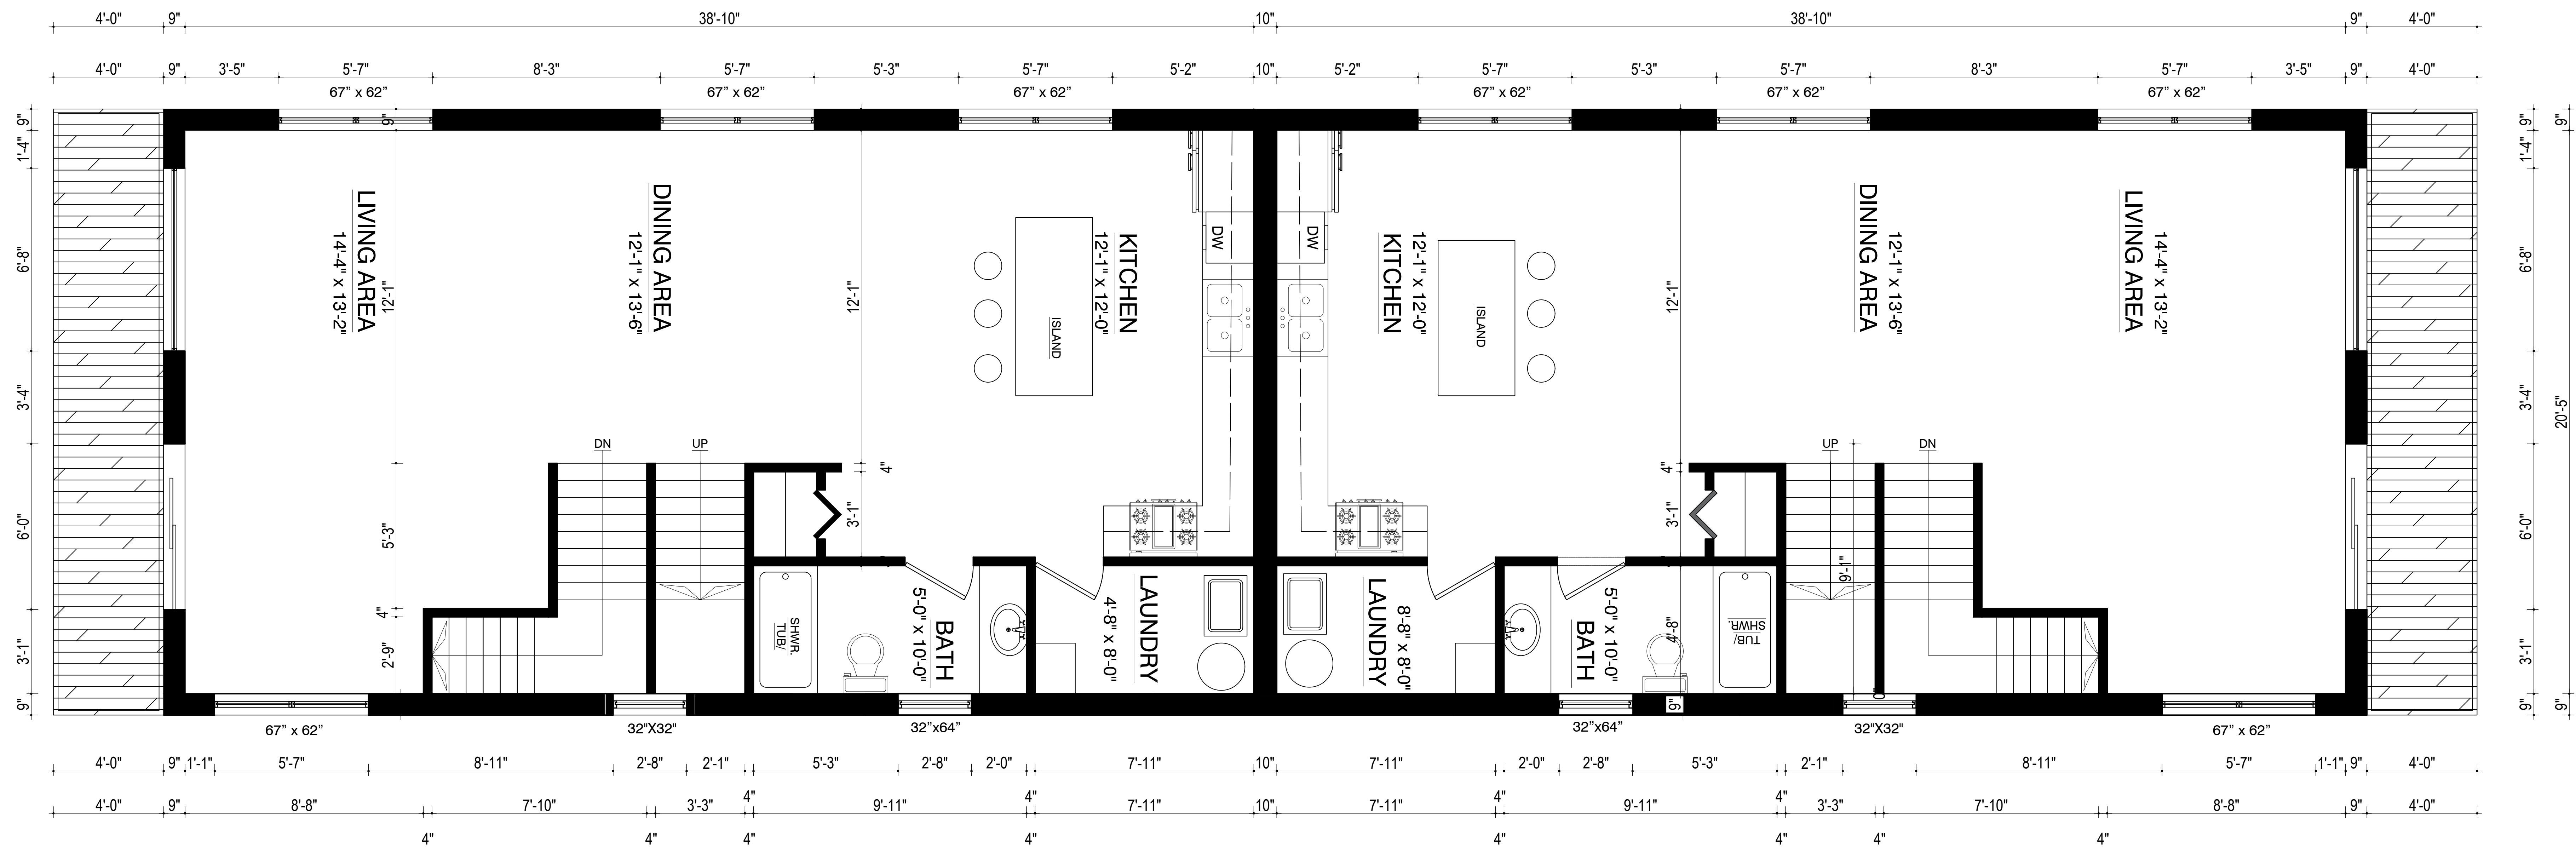 4'-0" 9" 38'-10" 10" 38'-10" 9" 4'-0"
4'-0" 9" 3'-5" 5'-7" 8'-3" 5'-7" 5'-3" 5'-7" 5'-2" 10" 5'-2" 5'-7" 5'-3" 5'-7" 8'-3" 5'-7" 3'-5" 9" 4'-0"
67” x 62” 67” x 62” 67” x 62” 67” x 62” 67” x 62” 67” x 62”
9"
1'-4"
6'-8"
3'-4"
6'-0"
3'-1"
9"
9"
12'-1"
5'-3"
4"
2'-9"
LIVING AREA
14'-4" x 13'-2"
DINING AREA
12'-1" x 13'-6"
12'-1"
4"
3'-1"
KITCHEN
12'-1" x 12'-0"
ISLAND
DW
DN
UP
SHWR.
TUB/
BATH
5'-0" x 10'-0"
LAUNDRY
4'-8" x 8'-0"
DW
KITCHEN
12'-1" x 12'-0"
ISLAND
12'-1"
4"
3'-1"
4'-8"
9"
DINING AREA
12'-1" x 13'-6"
LIVING AREA
14'-4" x 13'-2"
UP
DN
9'-1"
LAUNDRY
8'-8" x 8'-0"
BATH
5'-0" x 10'-0"
TUB/
SHWR.
9"
1'-4"
6'-8"
3'-4"
6'-0"
3'-1"
9"
9"
20'-5"
9"
67” x 62” 32"X32" 32”x64” 32”x64” 32"X32" 67” x 62”
4'-0" 9" 1'-1" 5'-7" 8'-11" 2'-8" 2'-1" 5'-3" 2'-8" 2'-0" 7'-11" 10" 7'-11" 2'-0" 2'-8" 5'-3" 2'-1" 8'-11" 5'-7" 1'-1" 9" 4'-0"
4" 4" 4" 4"
4'-0" 9" 8'-8" 7'-10" 3'-3" 9'-11" 7'-11" 10" 7'-11" 9'-11" 3'-3" 7'-10" 8'-8" 9" 4'-0"
4" 4" 4" 4" 4" 4"